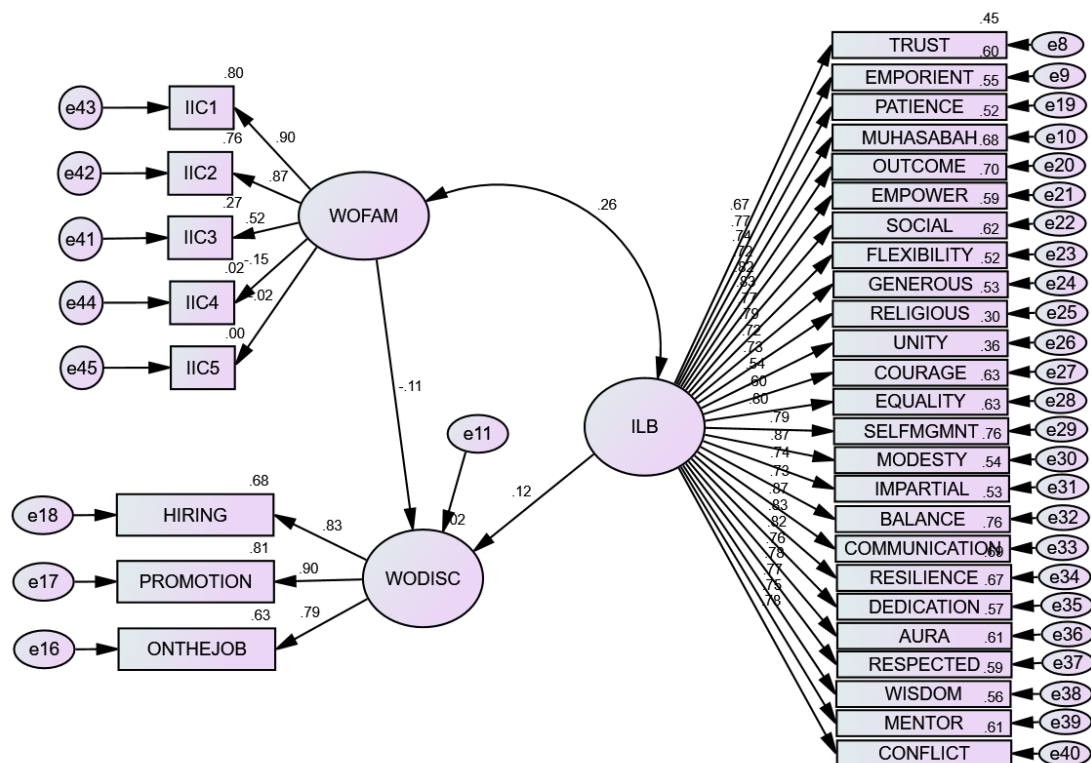 .80
e43 IIC1 .90
.76
e42 IIC2 .87
.27
e41 IIC3 .52
.02 -.15
e44 IIC4 -.02
.00
e45 IIC5
WOFAM
.26
-.11
e11
.12
ILB
.68
e18 HIRING .83
.81
e17 PROMOTION .90
.63
e16 ONTHEJOB .79
.02
WODISC
.67
.77
.74
.72
.82
.83
.77
.79
.72
.73
.54
.60
.80
.79
.87
.74
.73
.87
.83
.82
.76
.78
.77
.75
.78
.45
TRUST .60 e8
EMPORIENT .55 e9
PATIENCE .52 e19
MUHASABAH .68 e10
OUTCOME .70 e20
EMPOWER .59 e21
SOCIAL .62 e22
FLEXIBILITY .52 e23
GENEROUS .53 e24
RELIGIOUS .30 e25
UNITY .36 e26
COURAGE .63 e27
EQUALITY .63 e28
SELFMGMNT .76 e29
MODESTY .54 e30
IMPARTIAL .53 e31
BALANCE .76 e32
COMMUNICATION .69 e33
RESILIENCE .67 e34
DEDICATION .57 e35
AURA .61 e36
RESPECTED .59 e37
WISDOM .56 e38
MENTOR .61 e39
CONFLICT e40